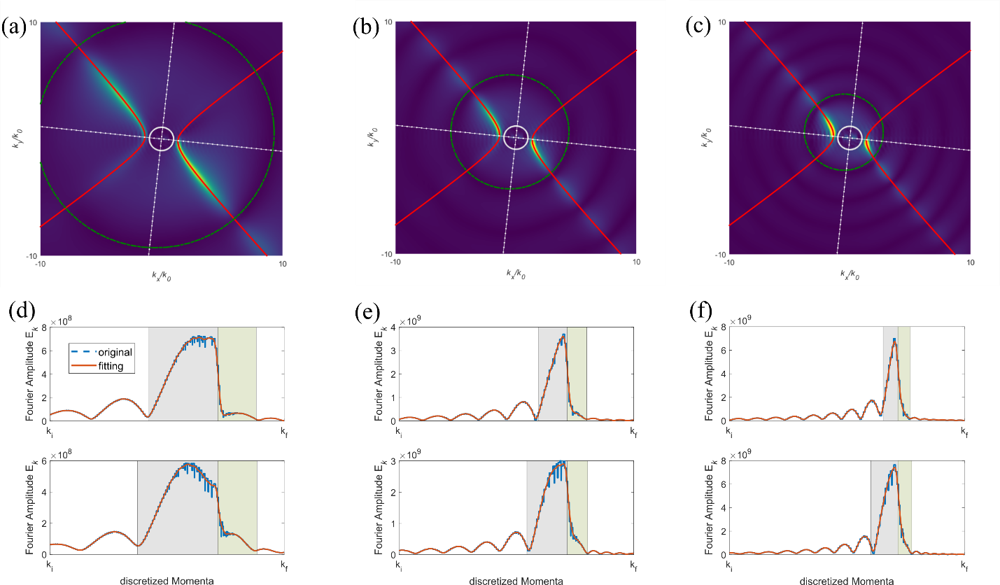 (a)
10
k_y/k_0
-10
-10
10
k_x/k_0
(b)
10
k_y/k_0
-10
-10
10
k_x/k_0
(c)
10
k_y/k_0
-10
-10
10
k_x/k_0
(d)
×10^8
8
6
4
2
0
Fourier Amplitude E_k
original
fitting
k_i
k_f
×10^8
6
4
2
0
Fourier Amplitude E_k
k_i
k_f
discretized Momenta
(e)
×10^9
4
3
2
1
0
Fourier Amplitude E_k
k_i
k_f
×10^9
3
2
1
0
Fourier Amplitude E_k
k_i
k_f
discretized Momenta
(f)
×10^9
8
6
4
2
0
Fourier Amplitude E_k
k_i
k_f
×10^9
8
6
4
2
0
Fourier Amplitude E_k
k_i
k_f
discretized Momenta